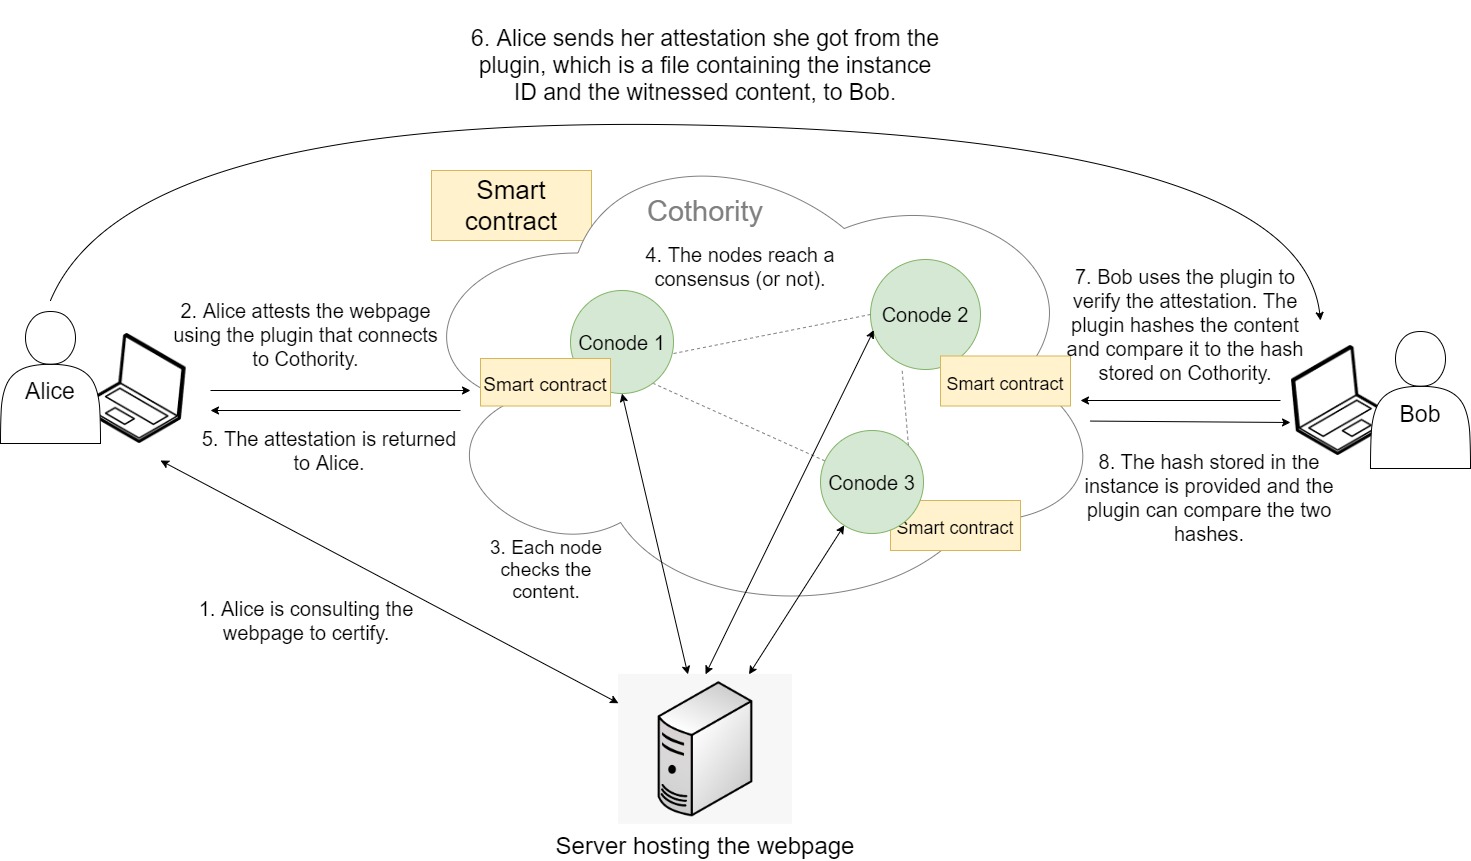 6. Alice sends her attestation she got from the
plugin, which is a file containing the instance
ID and the witnessed content, to Bob.
Smart
contract
Cothority
4. The nodes reach a
consensus (or not).
2. Alice attests the webpage
using the plugin that connects
to Cothority.
7. Bob uses the plugin to
verify the attestation. The
plugin hashes the content
and compare it to the hash
stored on Cothority.
Conode 1
Conode 2
Smart contract
Smart contract
Alice
Bob
5. The attestation is returned
to Alice.
8. The hash stored in the
instance is provided and the
plugin can compare the two
hashes.
Conode 3
Smart contract
3. Each node
checks the
content.
1. Alice is consulting the
webpage to certify.
Server hosting the webpage